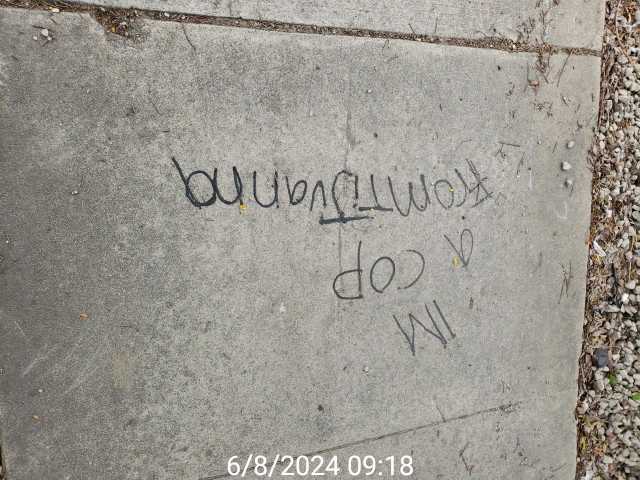 IM
A COP
From TiJuana
6/8/2024 09:18